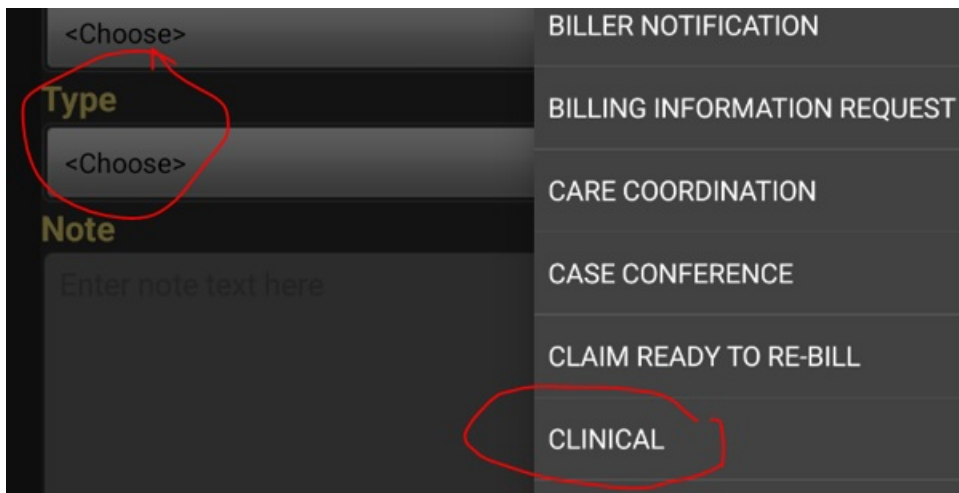 <Choose>
Type
<Choose>
Note
Enter note text here
BILLER NOTIFICATION
BILLING INFORMATION REQUEST
CARE COORDINATION
CASE CONFERENCE
CLAIM READY TO RE-BILL
CLINICAL